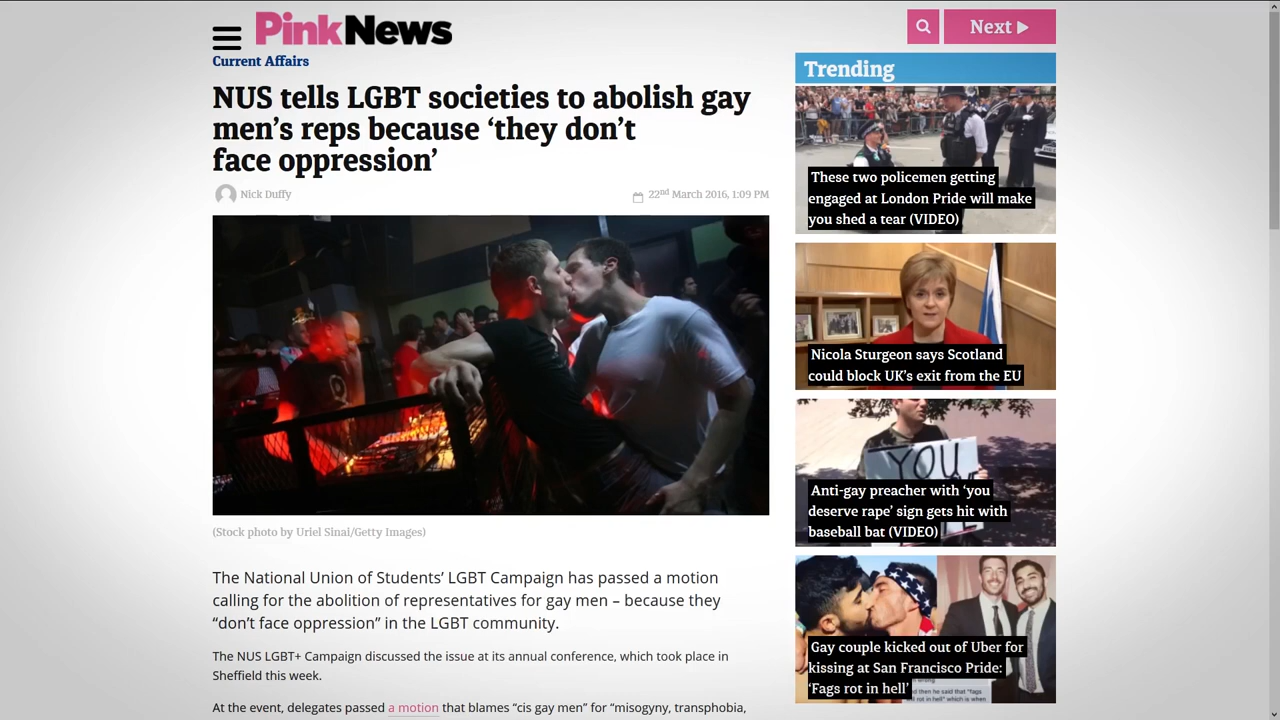 PinkNews
Next
Current Affairs
NUS tells LGBT societies to abolish gay
men’s reps because ‘they don’t
face oppression’
Nick Duffy
22nd March 2016, 1:09 PM
(Stock photo by Uriel Sinai/Getty Images)
The National Union of Students’ LGBT Campaign has passed a motion
calling for the abolition of representatives for gay men – because they
“don’t face oppression” in the LGBT community.
The NUS LGBT+ Campaign discussed the issue at its annual conference, which took place in
Sheffield this week.
At the delegates passed a motion that blames “cis gay men” for “misogyny, transphobia,
Trending
These two policemen getting
engaged at London Pride will make
you shed a tear (VIDEO)
Nicola Sturgeon says Scotland
could block UK’s exit from the EU
YOU
Anti-gay preacher with ‘you
deserve rape’ sign gets hit with
baseball bat (VIDEO)
Gay couple kicked out of Uber for
kissing at San Francisco Pride:
‘Fags rot in hell’